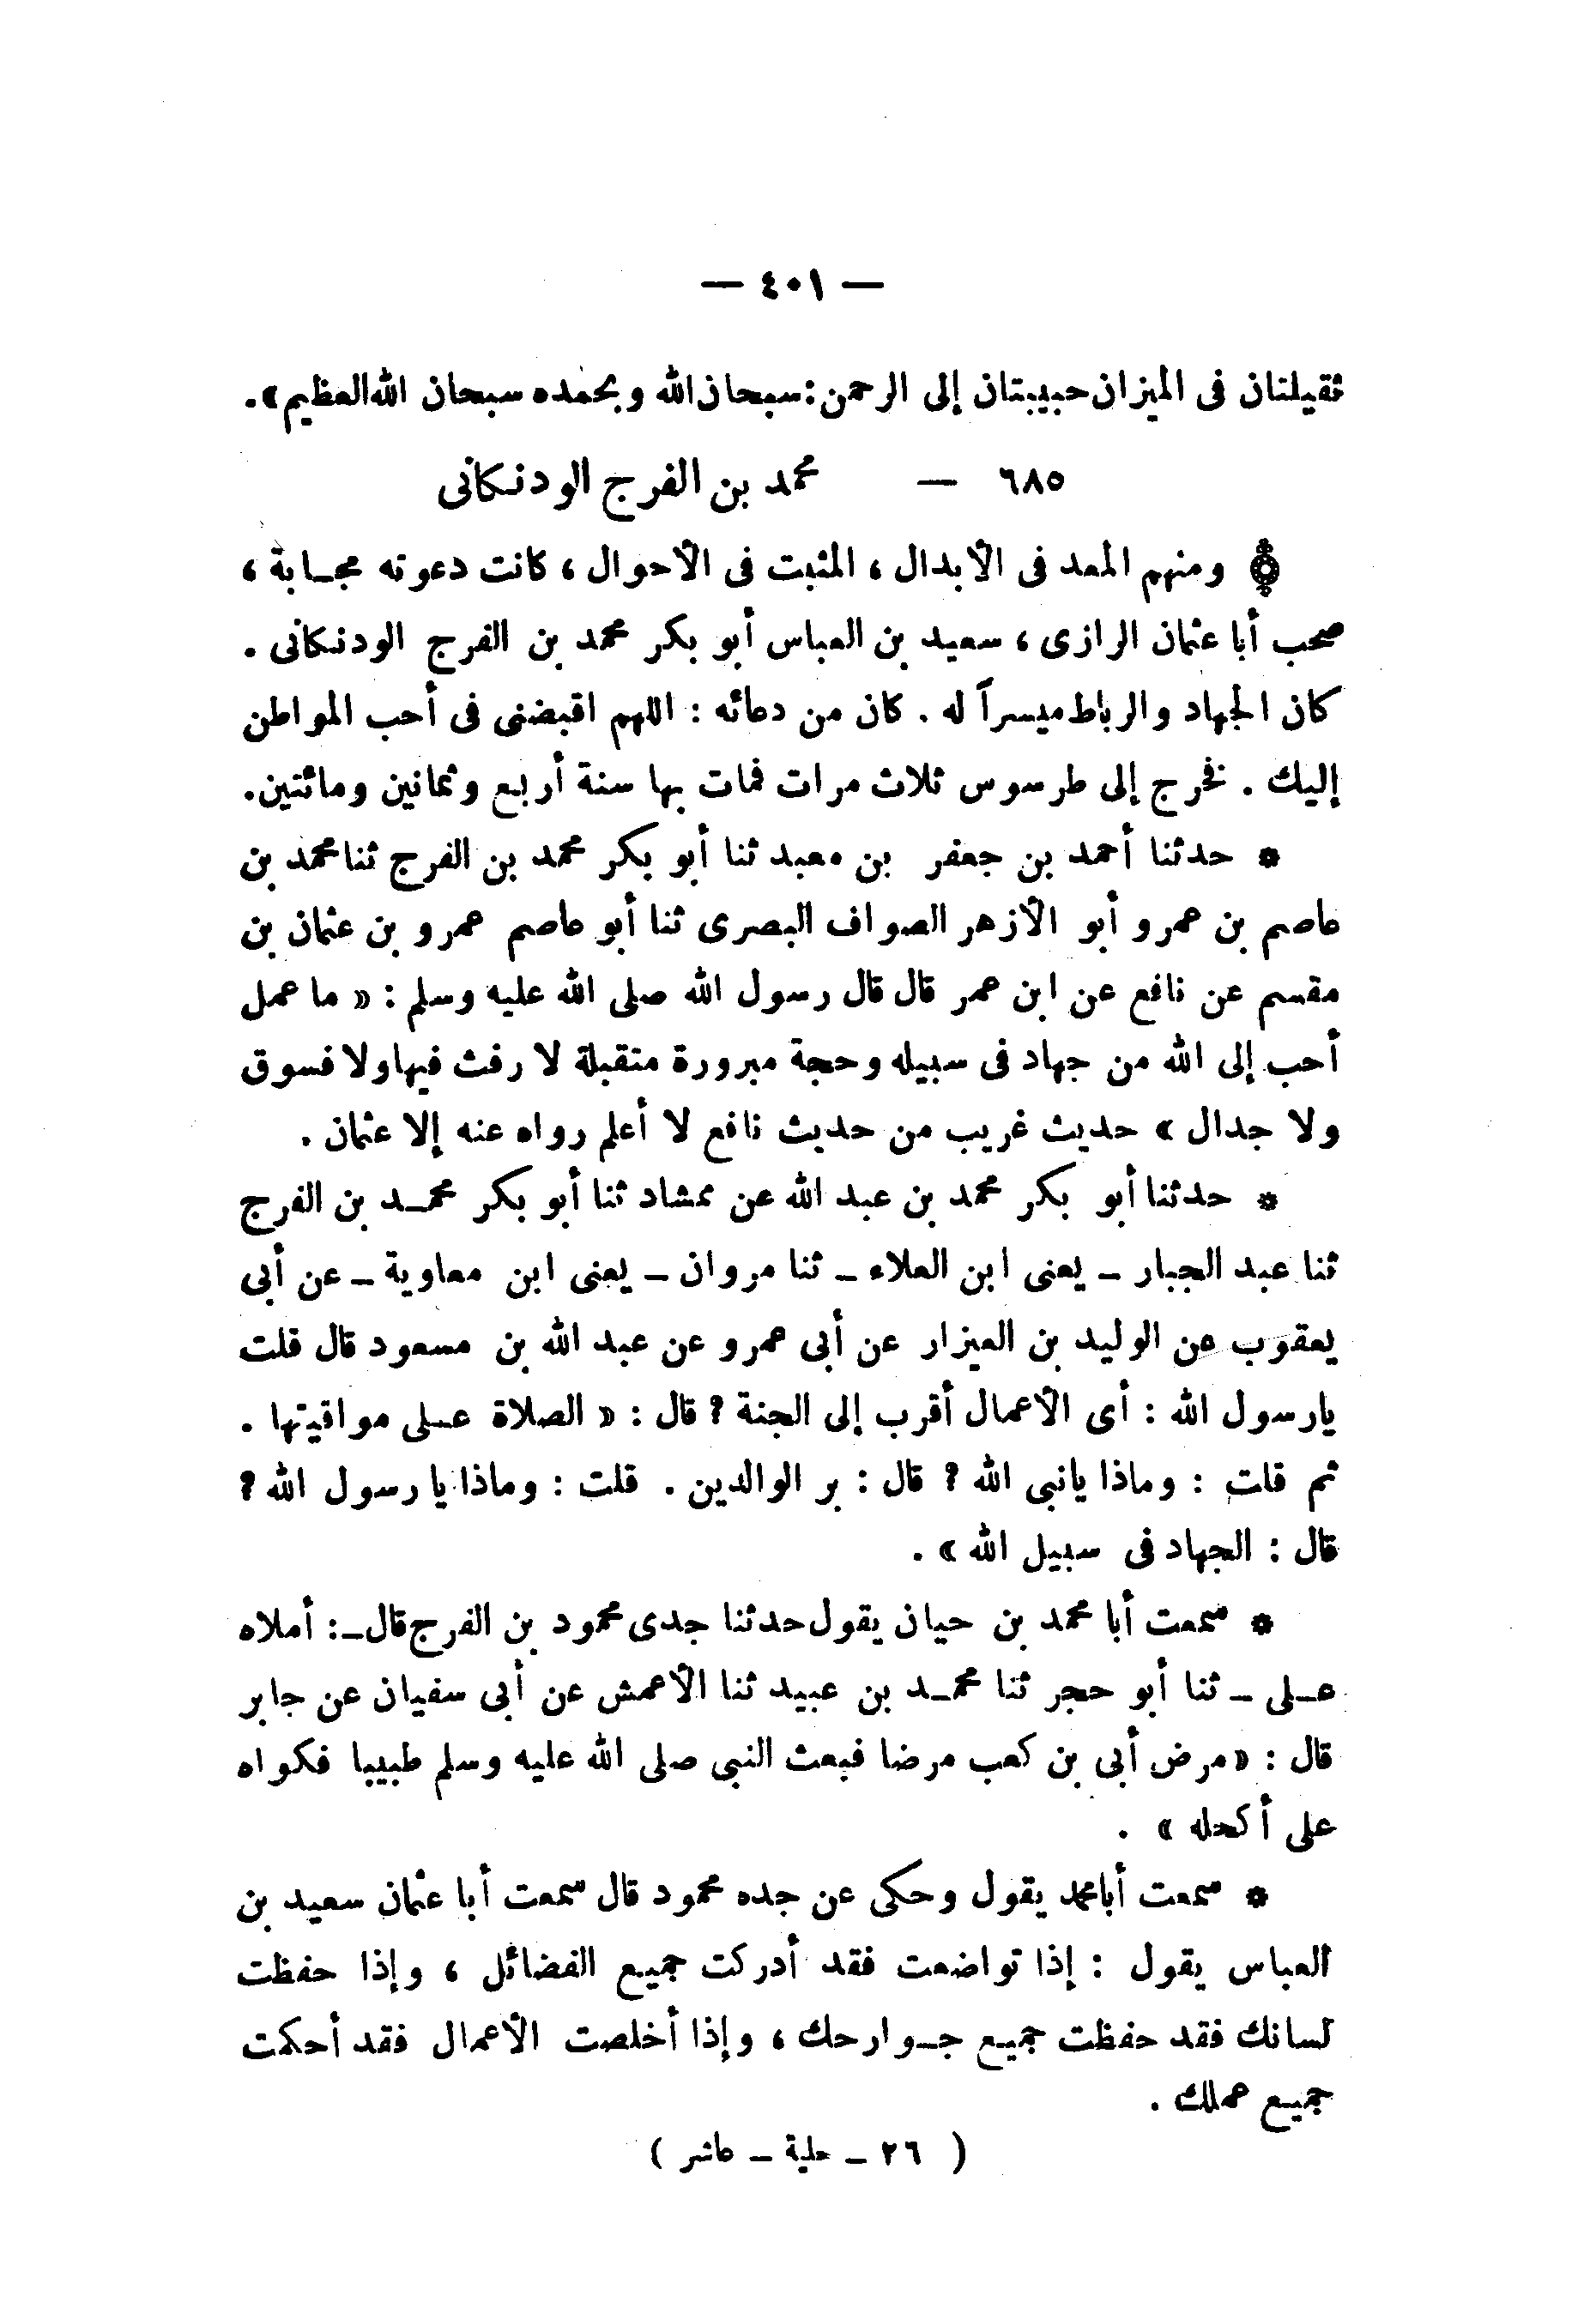 — ٤٠١ —
ثقيلتان فى الميزان حبيبتان إلى الرحمن : سبحان الله وبحمده سبحان الله العظيم » .
٦٨٥ — محمد بن الفرج الودنكانى
ومنهم المعد فى الأبدال ، المثبت فى الأحوال ، كانت دعوته مجابة ،
صحب أبا عثمان الرازى ، سعيد بن العباس أبو بكر محمد بن الفرج الودنكانى .
كان الجهاد والرباط ميسراً له . كان من دعائه : اللهم اقبضنى فى أحب المواطن
إليك . فخرج إلى طرسوس ثلاث مرات فمات بها سنة أربع وثمانين ومائتين .
* حدثنا أحمد بن جعفر بن معبد ثنا أبو بكر محمد بن الفرج ثنا محمد بن
عاصم بن عمرو أبو الأزهر الصواف البصرى ثنا أبو عاصم عمرو بن عثمان بن
مقسم عن نافع عن ابن عمر قال قال رسول الله صلى الله عليه وسلم : « ما عمل
أحب إلى الله من جهاد فى سبيله وحجة مبرورة متقبلة لا رفث فيها ولا فسوق
ولا جدال » حديث غريب من حديث نافع لا أعلم رواه عنه إلا عثمان .
* حدثنا أبو بكر محمد بن عبد الله عن ممشاد ثنا أبو بكر محمد بن الفرج
ثنا عبد الجبار - يعنى ابن العلاء - ثنا مروان - يعنى ابن معاوية - عن أبى
يعقوب عن الوليد بن العيزار عن أبى عمرو عن عبد الله بن مسعود قال قلت
يارسول الله : أى الأعمال أقرب إلى الجنة ? قال : « الصلاة على مواقيتها .
ثم قلت : وماذا يانبى الله ? قال : بر الوالدين . قلت : وماذا يا رسول الله ?
قال : الجهاد فى سبيل الله » .
* سمعت أبا محمد بن حيان يقول حدثنا جدى محمود بن الفرج قال - : أملاه
على - ثنا أبو حجر ثنا محمد بن عبيد ثنا الأعمش عن أبى سفيان عن جابر
قال : « مرض أبى بن كعب مرضا فبعث النبى صلى الله عليه وسلم طبيبا فكواه
على أكحله » .
* سمعت أبا محمد يقول وحكى عن جده محمود قال سمعت أبا عثمان سعيد بن
العباس يقول : إذا تواضعت فقد أدركت جميع الفضائل ، وإذا حفظت
لسانك فقد حفظت جميع جوارحك ، وإذا أخلصت الأعمال فقد أحكمت
جميع عملك .
( ٢٦ - حلية - عاشر )